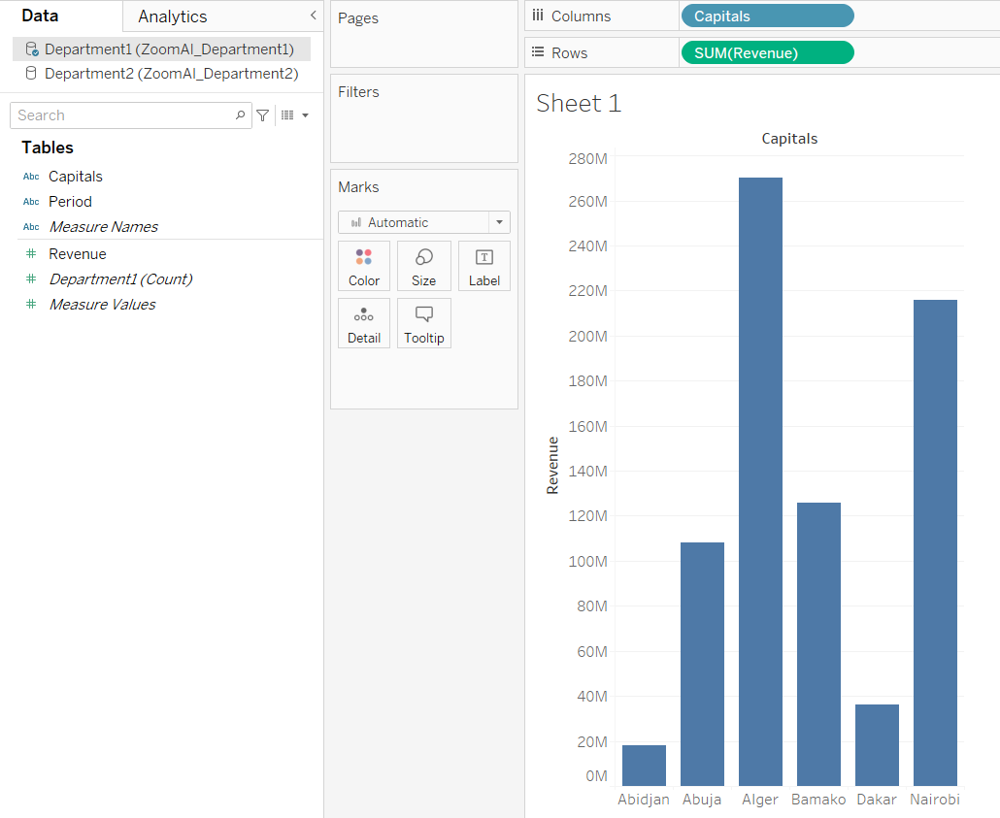 Data
Analytics
Department1 (ZoomAI_Department1)
Department2 (ZoomAI_Department2)
Search
Tables
Abc Capitals
Abc Period
Abc Measure Names
# Revenue
# Department1 (Count)
# Measure Values
Pages
Filters
Marks
Automatic
Color
Size
T
Label
Detail
Tooltip
Columns
Capitals
Rows
SUM(Revenue)
Sheet 1
Capitals
Revenue
280M
260M
240M
220M
200M
180M
160M
140M
120M
100M
80M
60M
40M
20M
0M
Abidjan Abuja Alger Bamako Dakar Nairobi